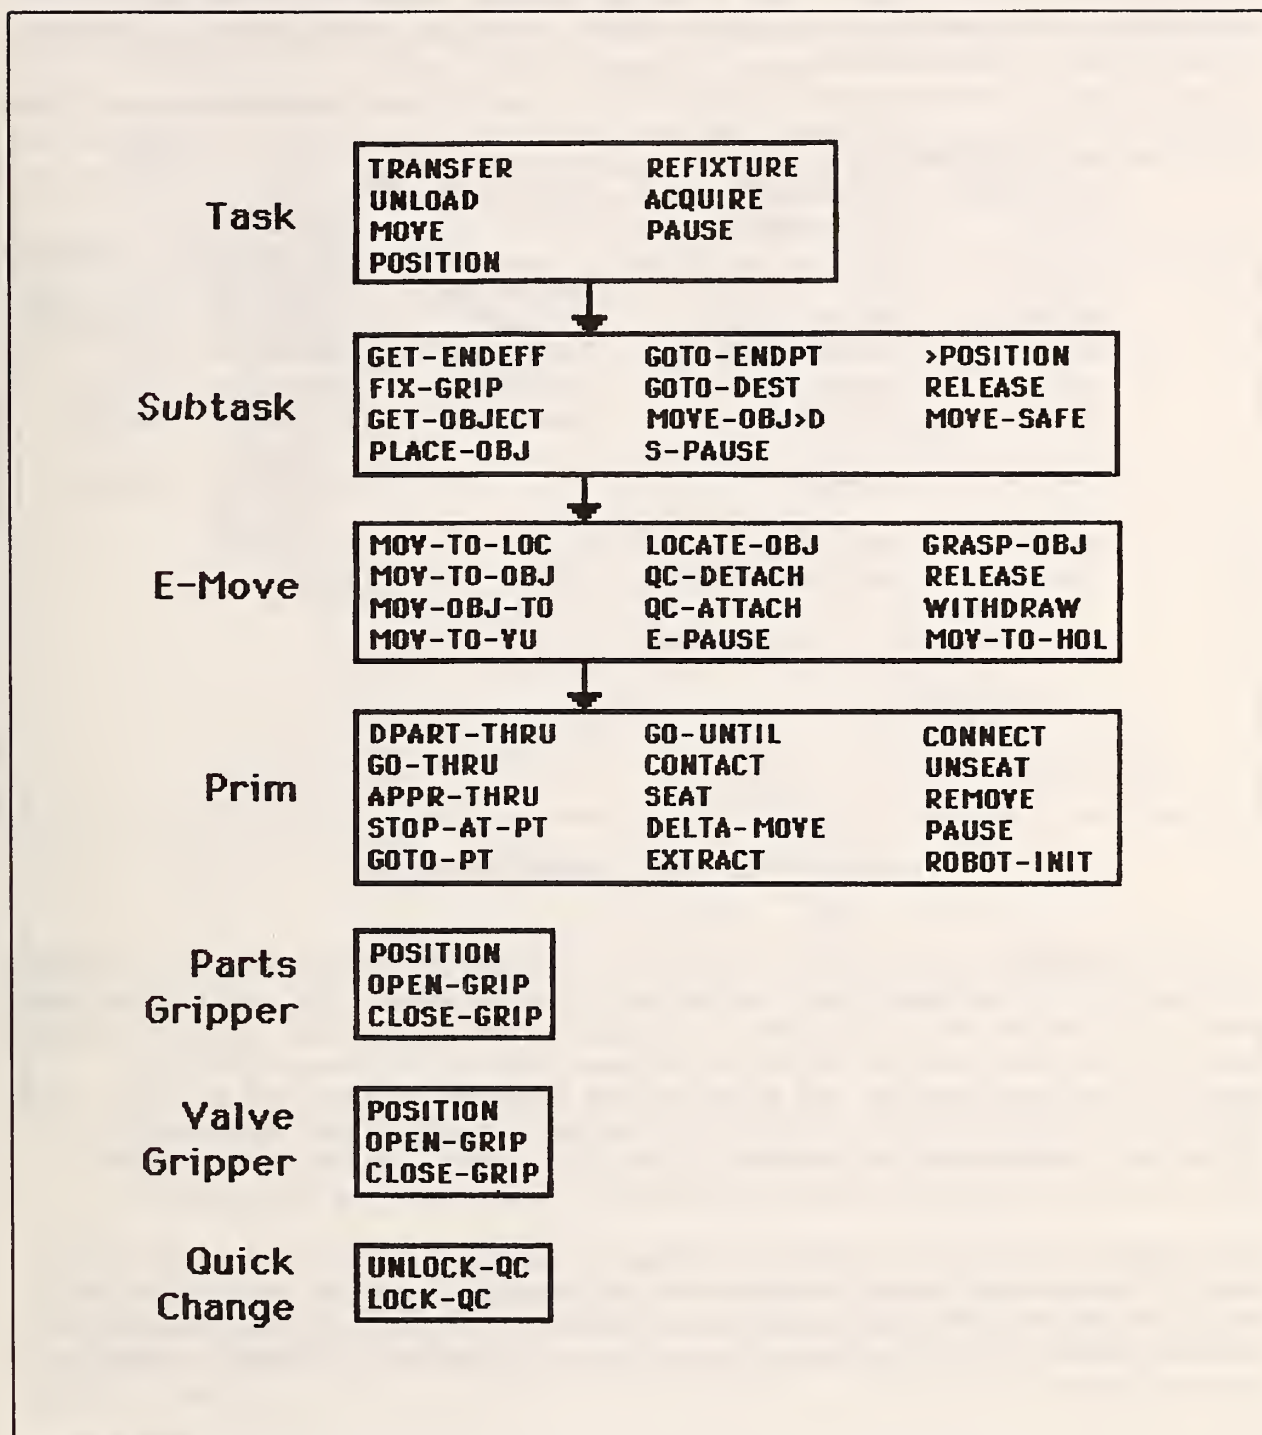 Task
TRANSFER REFIXTURE
UNLOAD ACQUIRE
MOVE PAUSE
POSITION
Subtask
GET-ENDEFF GOTO-ENDPT >POSITION
FIX-GRIP GOTO-DEST RELEASE
GET-OBJECT MOVE-OBJ>D MOVE-SAFE
PLACE-OBJ S-PAUSE
E-Move
MOV-TO-LOC LOCATE-OBJ GRASP-OBJ
MOV-TO-OBJ QC-DETACH RELEASE
MOV-OBJ-TO QC-ATTACH WITHDRAW
MOV-TO-VU E-PAUSE MOV-TO-HOL
Prim
DPART-THRU GO-UNTIL CONNECT
GO-THRU CONTACT UNSEAT
APPR-THRU SEAT REMOVE
STOP-AT-PT DELTA-MOVE PAUSE
GOTO-PT EXTRACT ROBOT-INIT
Parts
Gripper
POSITION
OPEN-GRIP
CLOSE-GRIP
Valve
Gripper
POSITION
OPEN-GRIP
CLOSE-GRIP
Quick
Change
UNLOCK-QC
LOCK-QC